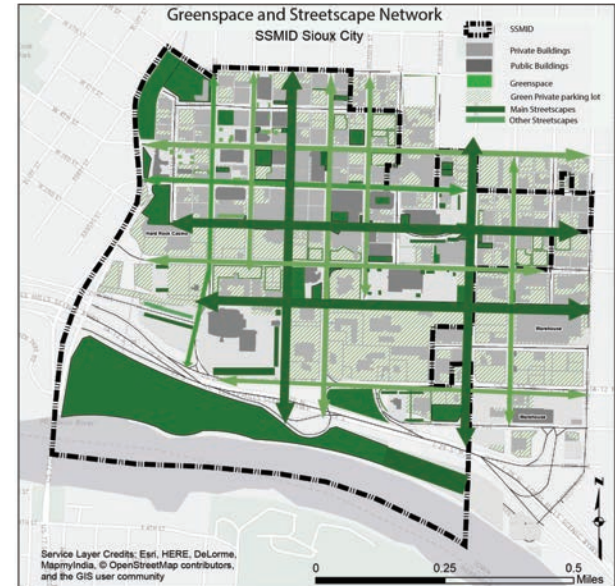 Greenspace and Streetscape Network
SSMID Sioux City
SSMID
Private Buildings
Public Buildings
Greenspace
Green Private parking lot
Main Streetscapes
Other Streetscapes
Hard Rock Casino
Warehouse
Warehouse
S 4TH ST
N
Service Layer Credits: Esri, HERE, DeLorme,
MapmyIndia, © OpenStreetMap contributors,
and the GIS user community
0 0.25 0.5
Miles